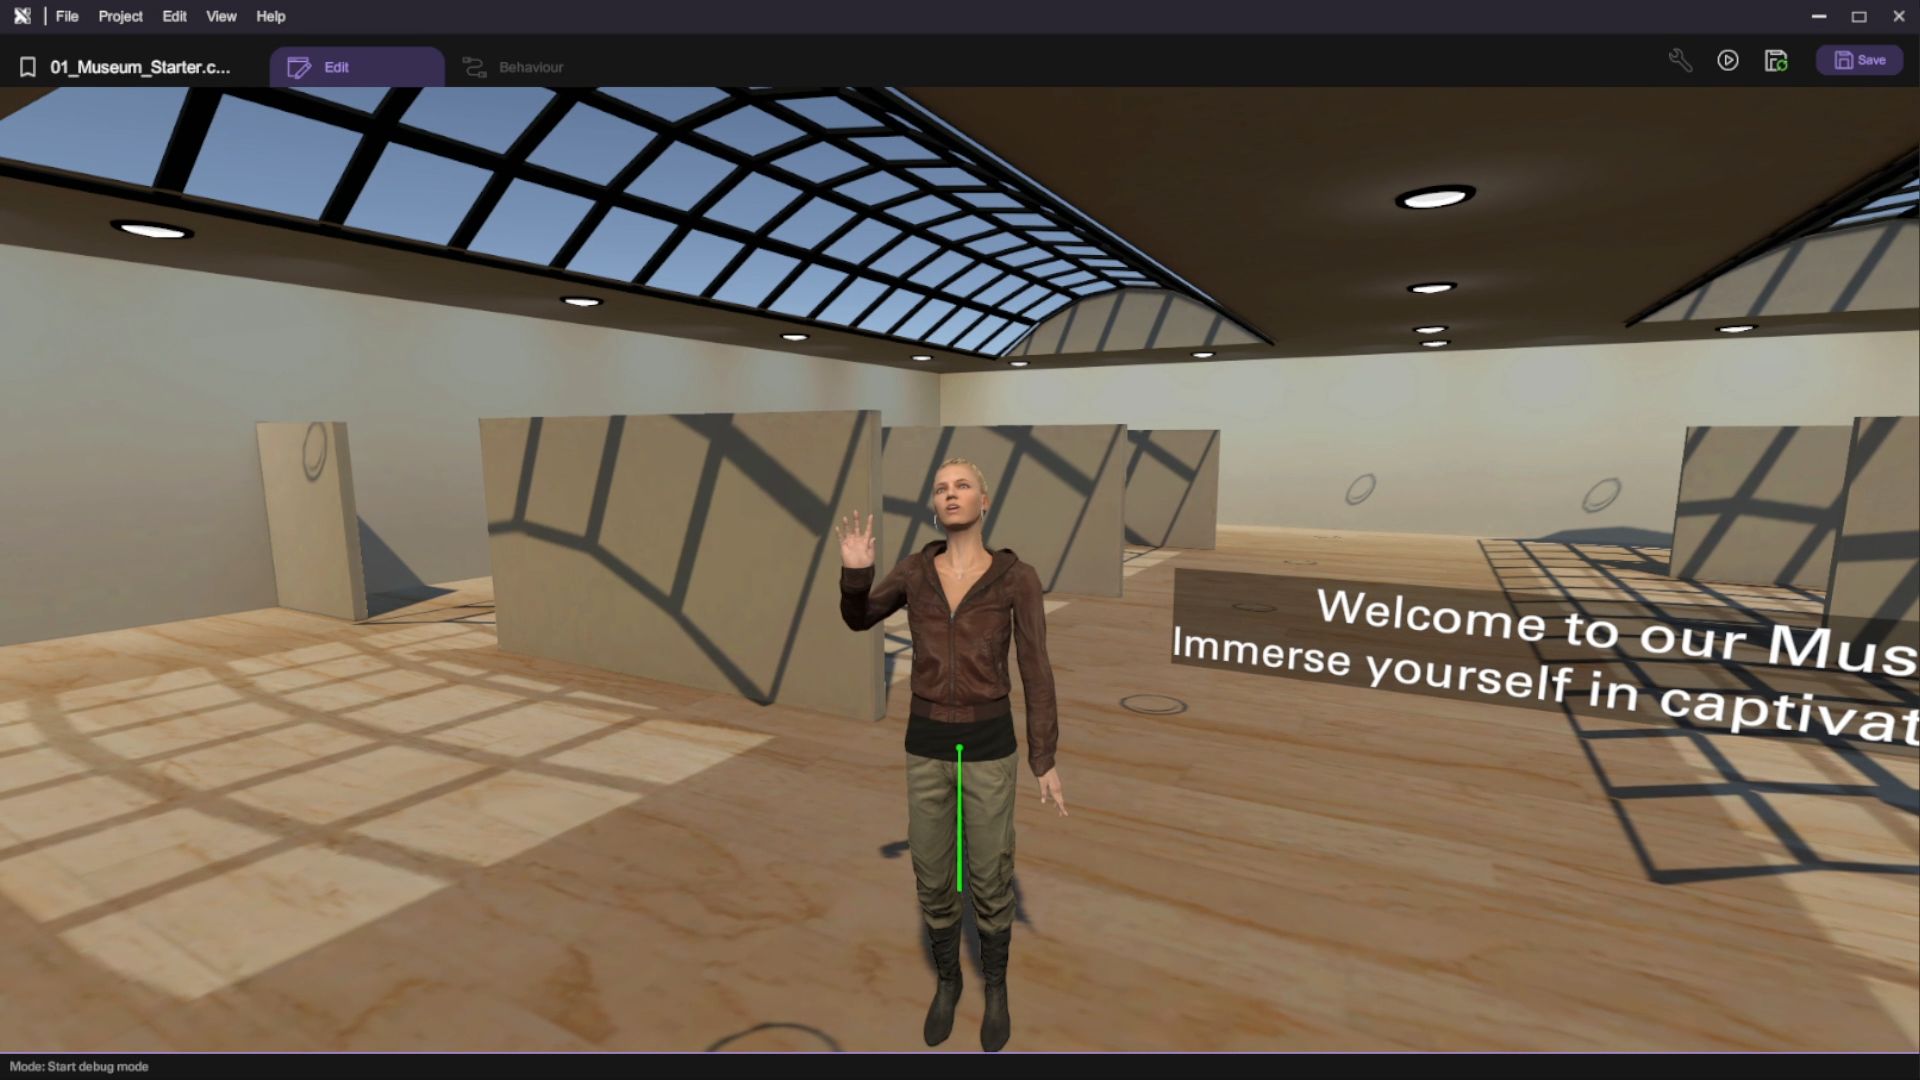 File Project Edit View Help
01_Museum_Starter.c... Edit Behaviour Save
Welcome to our Mus
Immerse yourself in captivat
Mode: Start debug mode